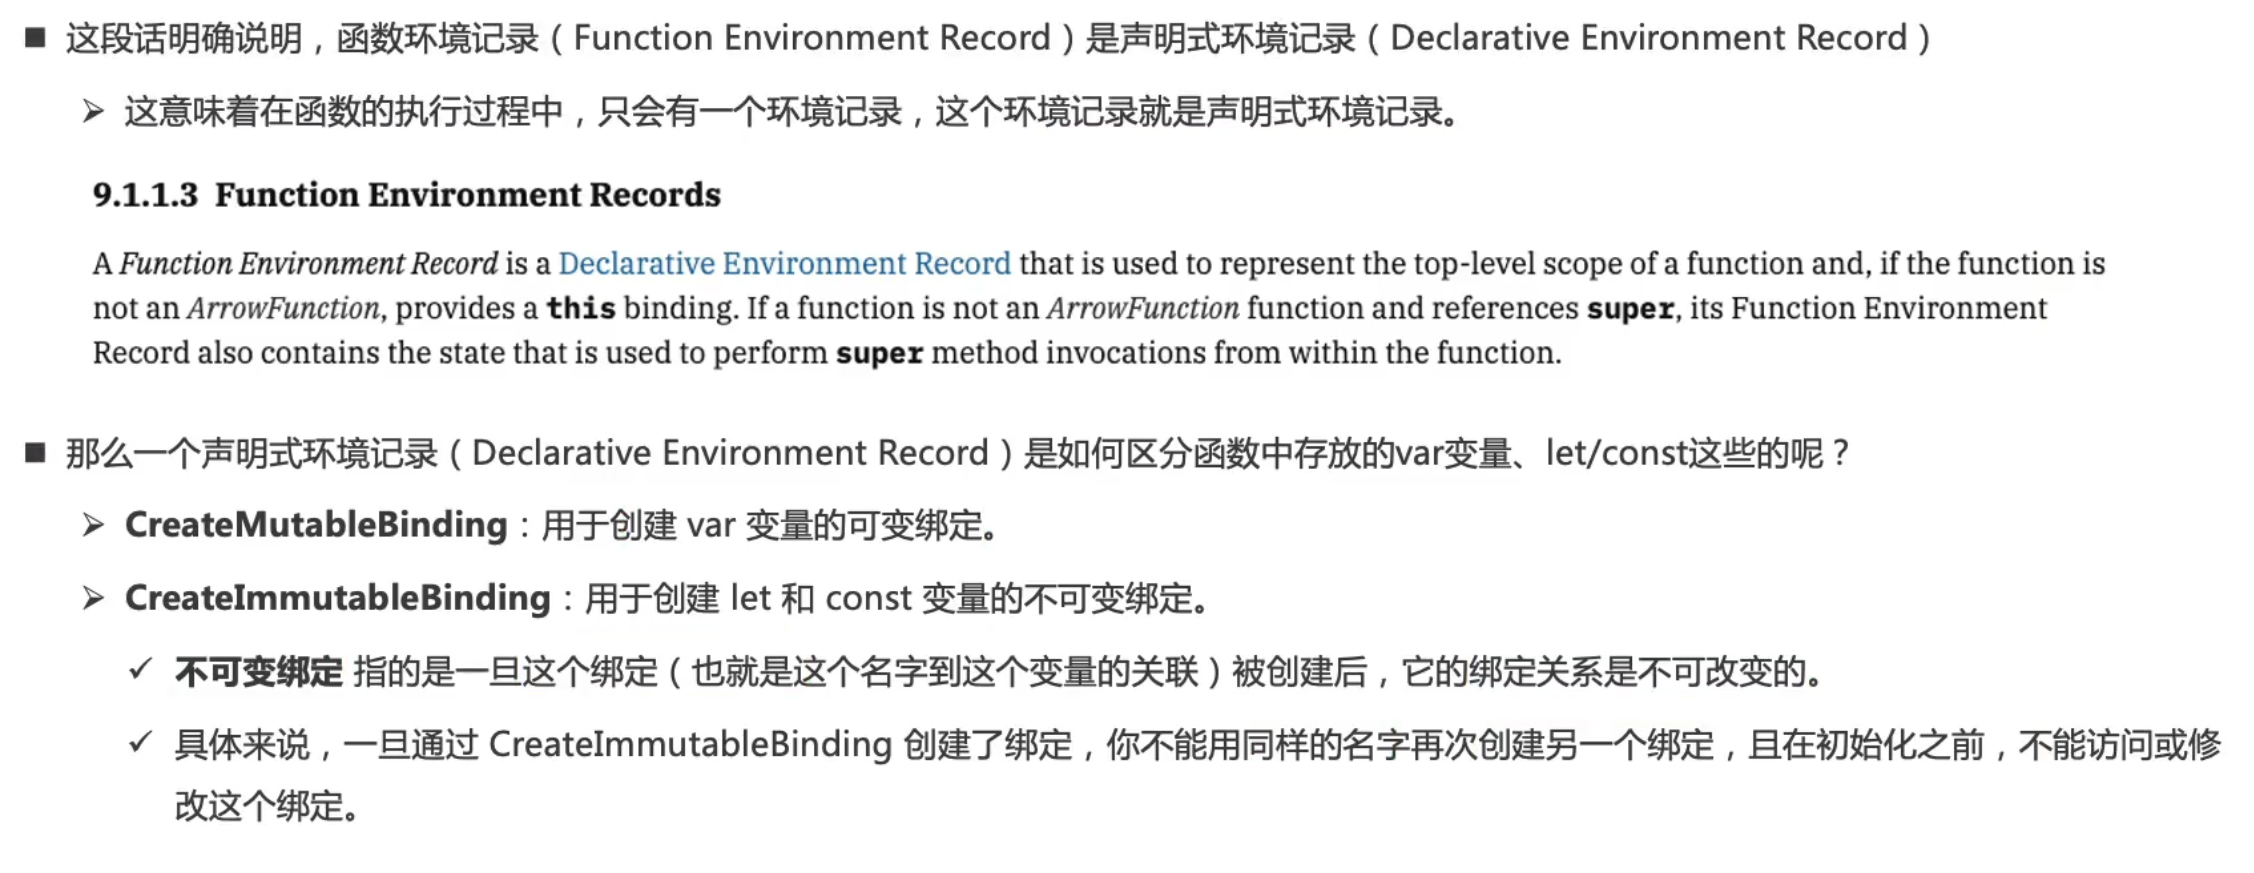 ■ 这段话明确说明，函数环境记录（Function Environment Record）是声明式环境记录（Declarative Environment Record）
➢ 这意味着在函数的执行过程中，只会有一个环境记录，这个环境记录就是声明式环境记录。
9.1.1.3 Function Environment Records
A Function Environment Record is a Declarative Environment Record that is used to represent the top-level scope of a function and, if the function is
not an ArrowFunction, provides a this binding. If a function is not an ArrowFunction function and references super, its Function Environment
Record also contains the state that is used to perform super method invocations from within the function.
■ 那么一个声明式环境记录（Declarative Environment Record）是如何区分函数中存放的var变量、let/const这些的呢？
➢ CreateMutableBinding：用于创建 var 变量的可变绑定。
➢ CreateImmutableBinding：用于创建 let 和 const 变量的不可变绑定。
✓ 不可变绑定 指的是一旦这个绑定（也就是这个名字到这个变量的关联）被创建后，它的绑定关系是不可改变的。
✓ 具体来说，一旦通过 CreateImmutableBinding 创建了绑定，你不能用同样的名字再次创建另一个绑定，且在初始化之前，不能访问或修
改这个绑定。